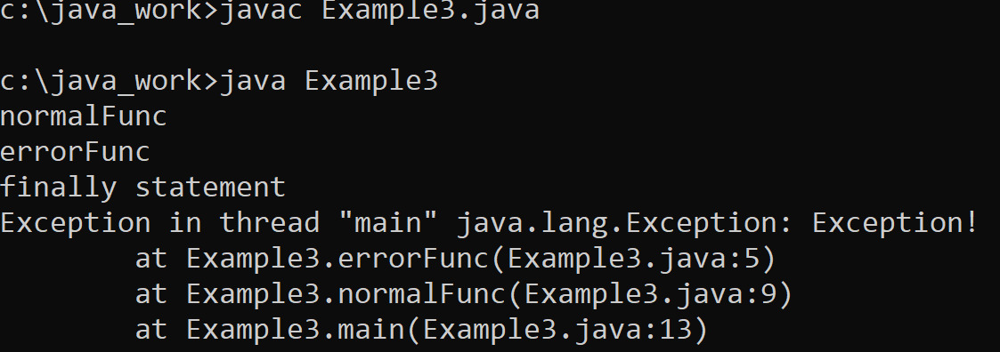 c:\java_work>javac Example3.java
c:\java_work>java Example3
normalFunc
errorFunc
finally statement
Exception in thread "main" java.lang.Exception: Exception!
        at Example3.errorFunc(Example3.java:5)
        at Example3.normalFunc(Example3.java:9)
        at Example3.main(Example3.java:13)